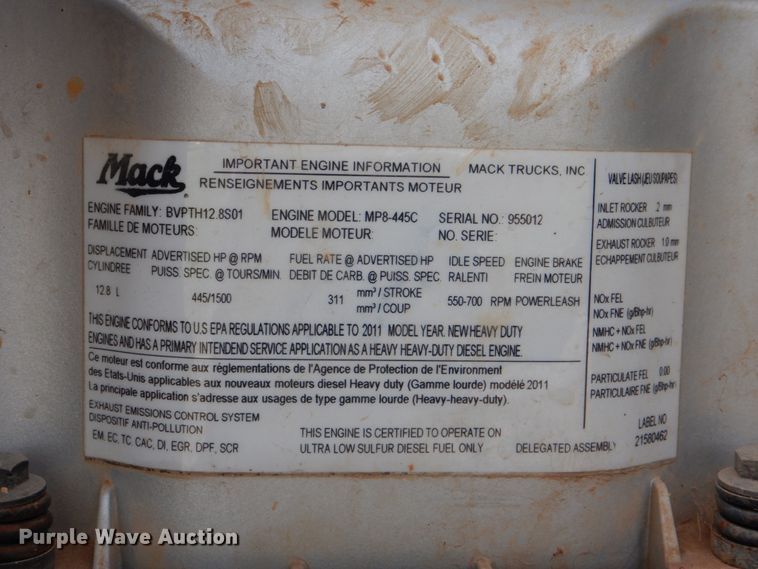 Mack
IMPORTANT ENGINE INFORMATION MACK TRUCKS, INC
RENSEIGNEMENTS IMPORTANTS MOTEUR
ENGINE FAMILY: BVPTH12.8S01 ENGINE MODEL: MP8-445C SERIAL NO.: 955012
FAMILLE DE MOTEURS: MODELE MOTEUR: NO. SERIE:
DISPLACEMENT ADVERTISED HP @ RPM FUEL RATE @ ADVERTISED HP IDLE SPEED ENGINE BRAKE
CYLINDREE PUISS. SPEC. @ TOURS/MIN. DEBIT DE CARB. @ PUISS. SPEC. RALENTI FREIN MOTEUR
12.8 L 445/1500 311 mm³ / STROKE 550-700 RPM POWERLEASH
mm³ / COUP
THIS ENGINE CONFORMS TO U.S EPA REGULATIONS APPLICABLE TO 2011 MODEL YEAR. NEW HEAVY DUTY
ENGINES AND HAS A PRIMARY INTENDEND SERVICE APPLICATION AS A HEAVY HEAVY-DUTY DIESEL ENGINE.
Ce moteur est conforme aux réglementations de l'Agence de Protection de l'Environment
des Etats-Unis applicables aux nouveaux moteurs diesel Heavy duty (Gamme lourde) modélé 2011
La principale application s'adresse aux usages de type gamme lourde (Heavy-heavy-duty).
EXHAUST EMISSIONS CONTROL SYSTEM
DISPOSITIF ANTI-POLLUTION
EM, EC, TC, CAC, DI, EGR, DPF, SCR
THIS ENGINE IS CERTIFIED TO OPERATE ON
ULTRA LOW SULFUR DIESEL FUEL ONLY DELEGATED ASSEMBLY
VALVE LASH (JEU SOUPAPES)
INLET ROCKER .2 mm
ADMISSION CULBUTEUR
EXHAUST ROCKER 1.0 mm
ECHAPPEMENT CULBUTEUR
NOx FEL
NOx FNE (g/Bhp-hr)
NMHC + NOx FEL
NMHC + NOx FNE (g/Bhp-hr)
PARTICULATE FEL 0.00
PARTICULAIRE FNE (g/Bhp-hr)
LABEL NO
21580462
Purple Wave Auction